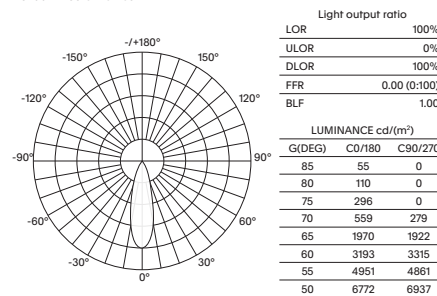 -/+180°
-150°
150°
-120°
120°
-90°
90°
-60°
60°
-30°
30°
0°
Light output ratio
LOR 100%
ULOR 0%
DLOR 100%
FFR 0.00 (0:100)
BLF 1.00
LUMINANCE cd/(m²)
G(DEG) C0/180 C90/270
85 55 0
80 110 0
75 296 0
70 559 279
65 1970 1922
60 3193 3315
55 4951 4861
50 6772 6937